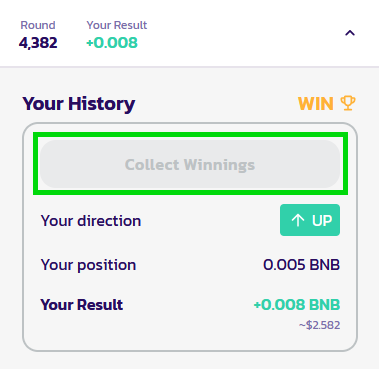 Round Your Result
4,382 +0.008
Your History WIN
Collect Winnings
Your direction UP
Your position 0.005 BNB
Your Result +0.008 BNB
~$2.582